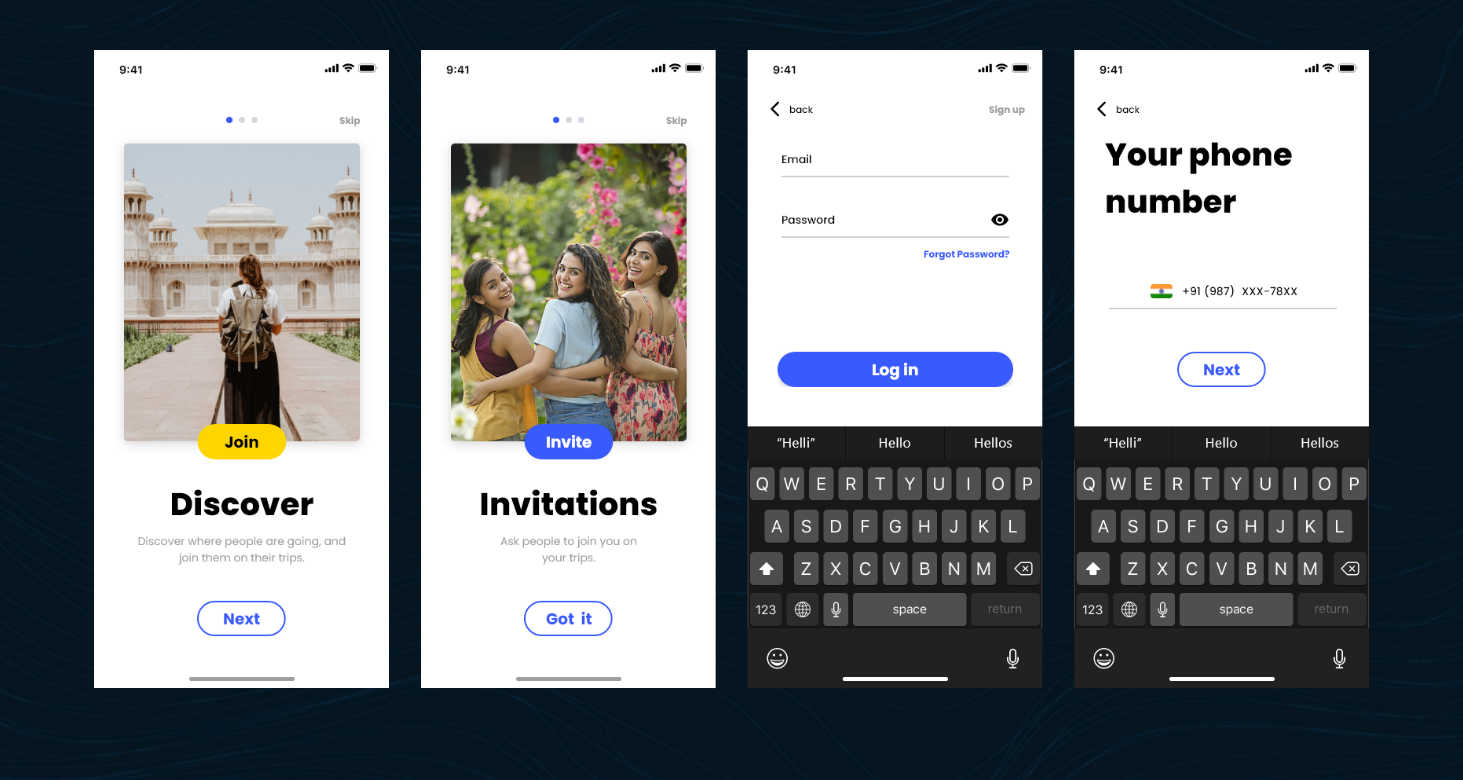 9:41
Skip
Join
Discover
Discover where people are going, and
join them on their trips.
Next
9:41
Skip
Invite
Invitations
Ask people to join you on
your trips.
Got it
9:41
back
Sign up
Email
Password
Forgot Password?
Log in
“Helli” Hello Hellos
Q W E R T Y U I O P
A S D F G H J K L
Z X C V B N M
123 space return
9:41
back
Your phone
number
+91 (987) XXX-78XX
Next
“Helli” Hello Hellos
Q W E R T Y U I O P
A S D F G H J K L
Z X C V B N M
123 space return